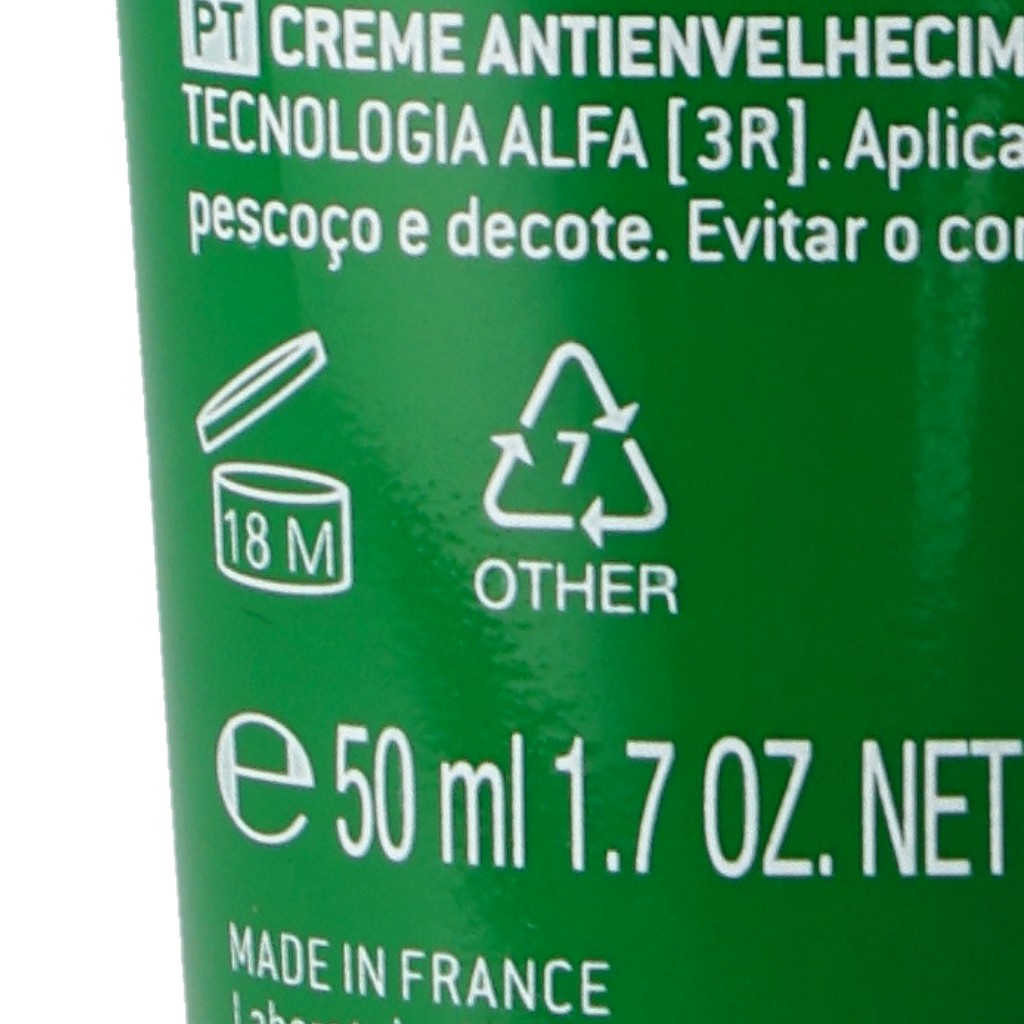 PT CREME ANTIENVELHECIM
TECNOLOGIA ALFA [3R]. Aplica
pescoço e decote. Evitar o con
18 M
7
OTHER
e 50 ml 1.7 OZ. NET
MADE IN FRANCE